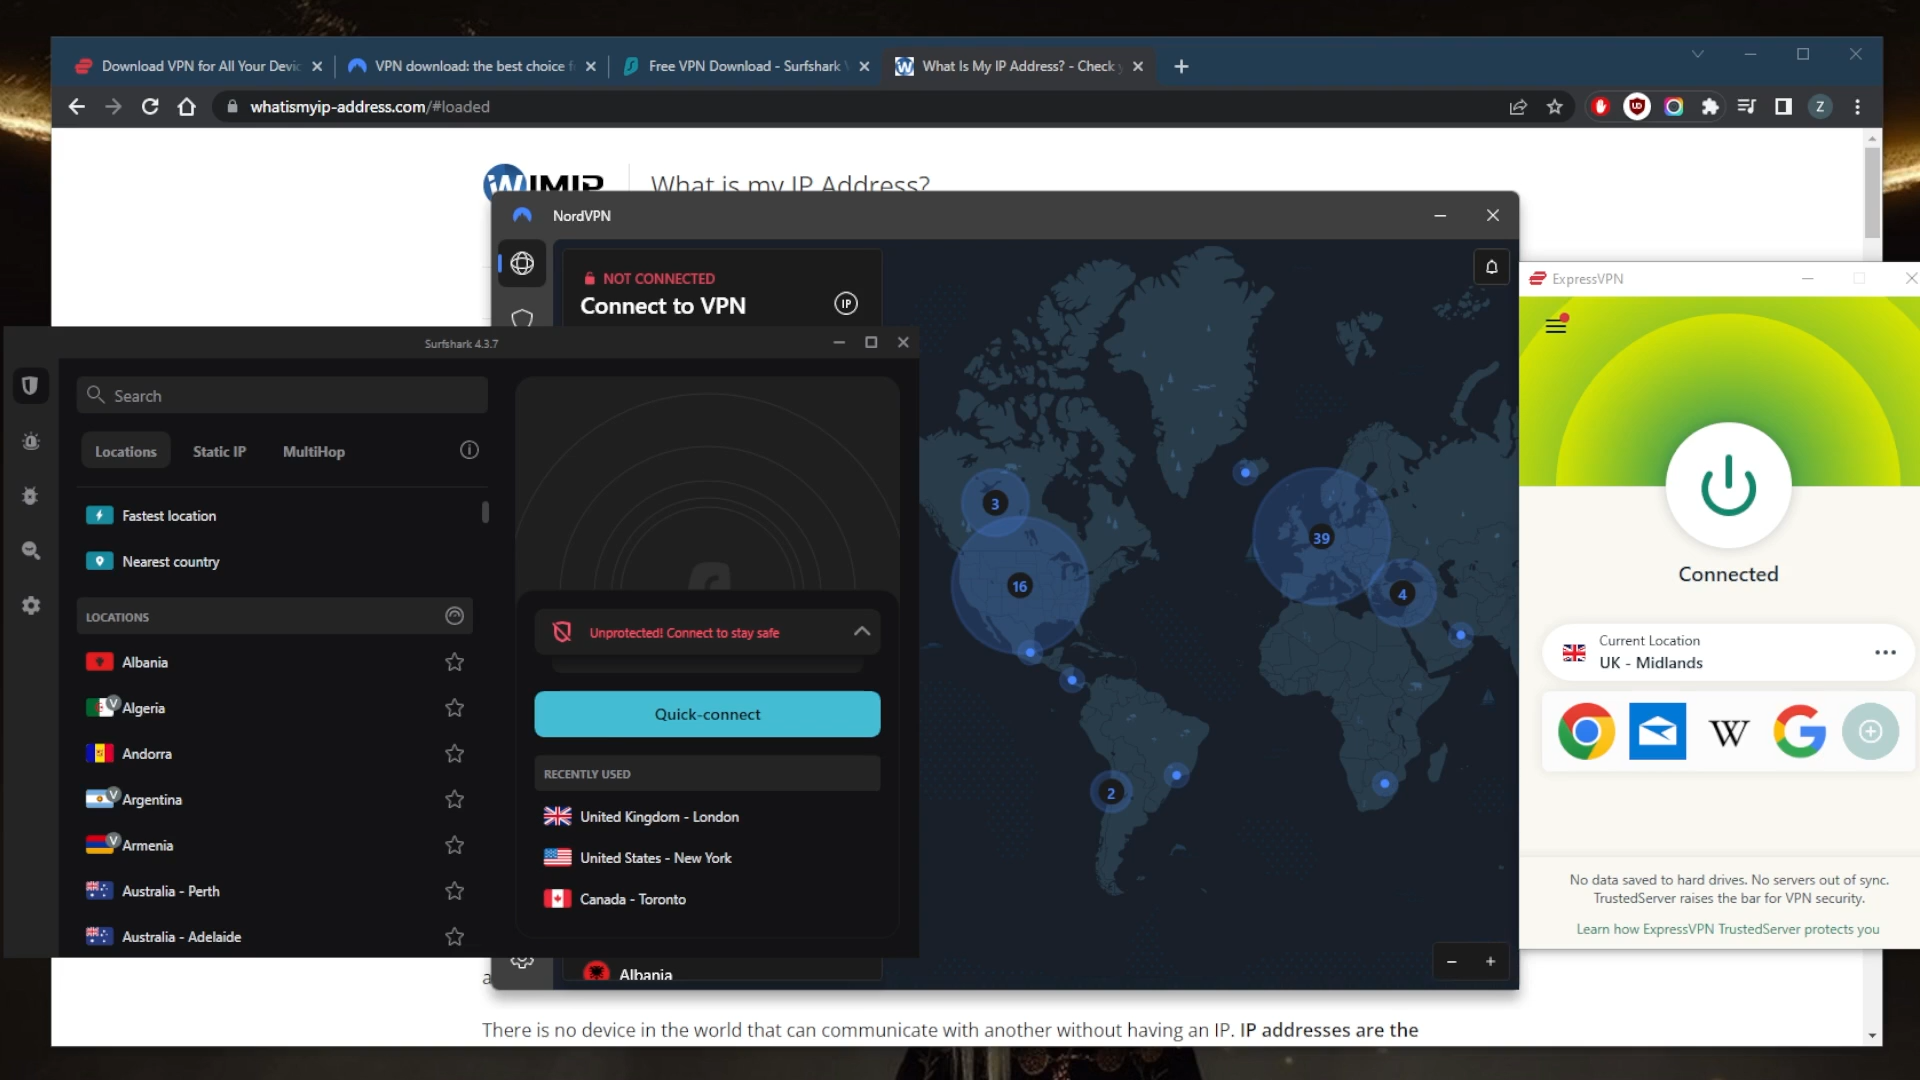 Download VPN for All Your Devic
VPN download: the best choice f
Free VPN Download - Surfshark V
What Is My IP Address? - Check y
whatismyip-address.com/#loaded
Z
WIMIP
What is my IP Address?
NordVPN
NOT CONNECTED
Connect to VPN
IP
ExpressVPN
Surfshark 4.3.7
Search
Locations
Static IP
MultiHop
Fastest location
Nearest country
LOCATIONS
Albania
Algeria
Andorra
Argentina
Armenia
Australia - Perth
Australia - Adelaide
Unprotected! Connect to stay safe
Quick-connect
RECENTLY USED
United Kingdom - London
United States - New York
Canada - Toronto
Albania
3
16
39
4
2
Connected
Current Location
UK - Midlands
W
G
No data saved to hard drives. No servers out of sync.
TrustedServer raises the bar for VPN security.
Learn how ExpressVPN TrustedServer protects you
There is no device in the world that can communicate with another without having an IP. IP addresses are the